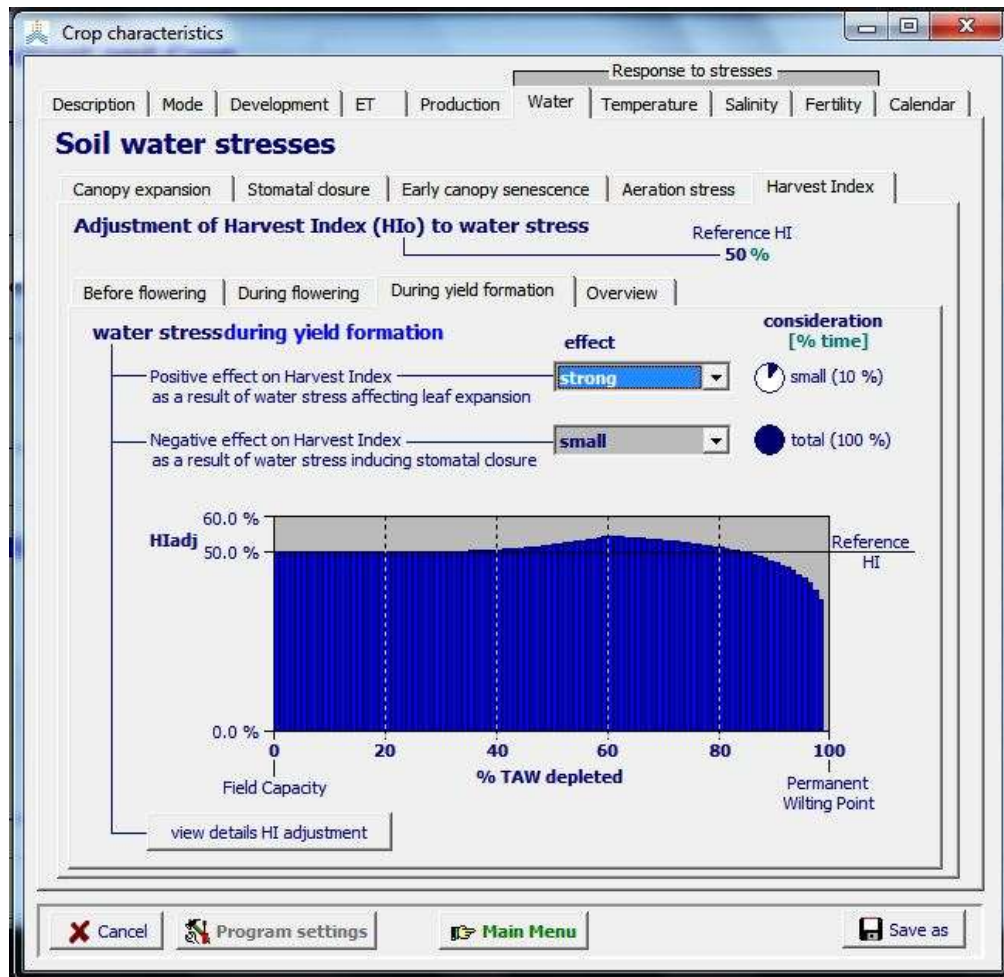 Crop characteristics
Response to stresses
Description Mode Development ET Production Water Temperature Salinity Fertility Calendar
Soil water stresses
Canopy expansion Stomatal closure Early canopy senescence Aeration stress Harvest Index
Adjustment of Harvest Index (HIo) to water stress
Reference HI
50 %
Before flowering During flowering During yield formation Overview
water stress during yield formation
effect
consideration
[% time]
Positive effect on Harvest Index
as a result of water stress affecting leaf expansion
strong
small (10 %)
Negative effect on Harvest Index
as a result of water stress inducing stomatal closure
small
total (100 %)
60.0 %
HIadj
50.0 %
Reference
HI
0.0 %
0 20 40 60 80 100
% TAW depleted
Field Capacity
Permanent
Wilting Point
view details HI adjustment
Cancel Program settings Main Menu Save as